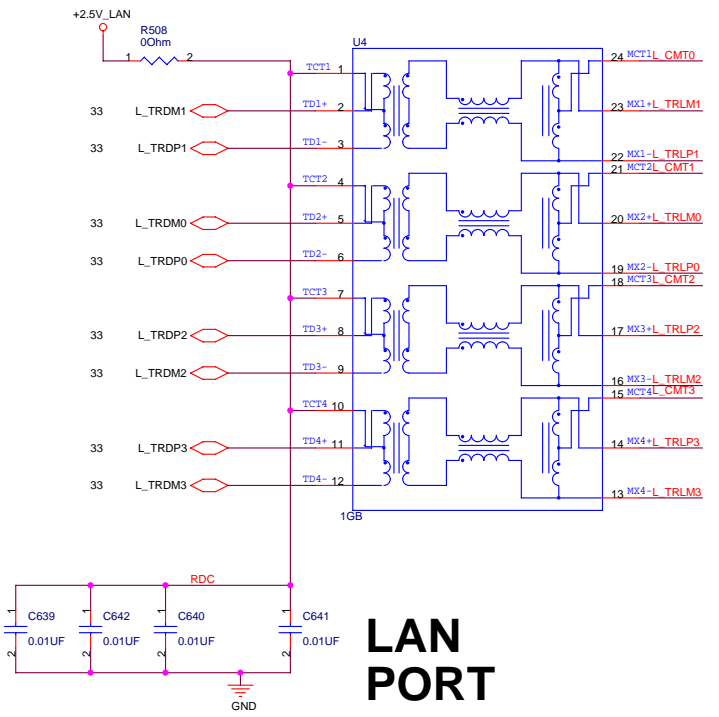 +2.5V_LAN
R508
0Ohm
1 2
U4
TCT1 1
33 L_TRDM1 TD1+ 2
33 L_TRDP1 TD1- 3
TCT2 4
33 L_TRDM0 TD2+ 5
33 L_TRDP0 TD2- 6
TCT3 7
33 L_TRDP2 TD3+ 8
33 L_TRDM2 TD3- 9
TCT4 10
33 L_TRDP3 TD4+ 11
33 L_TRDM3 TD4- 12
24 MCT1 L_CMT0
23 MX1+ L_TRLM1
22 MX1- L_TRLP1
21 MCT2 L_CMT1
20 MX2+ L_TRLM0
19 MX2- L_TRLP0
18 MCT3 L_CMT2
17 MX3+ L_TRLP2
16 MX3- L_TRLM2
15 MCT4 L_CMT3
14 MX4+ L_TRLP3
13 MX4- L_TRLM3
1GB
RDC
1 C639 0.01UF 2
1 C642 0.01UF 2
1 C640 0.01UF 2
1 C641 0.01UF 2
GND
LAN
PORT